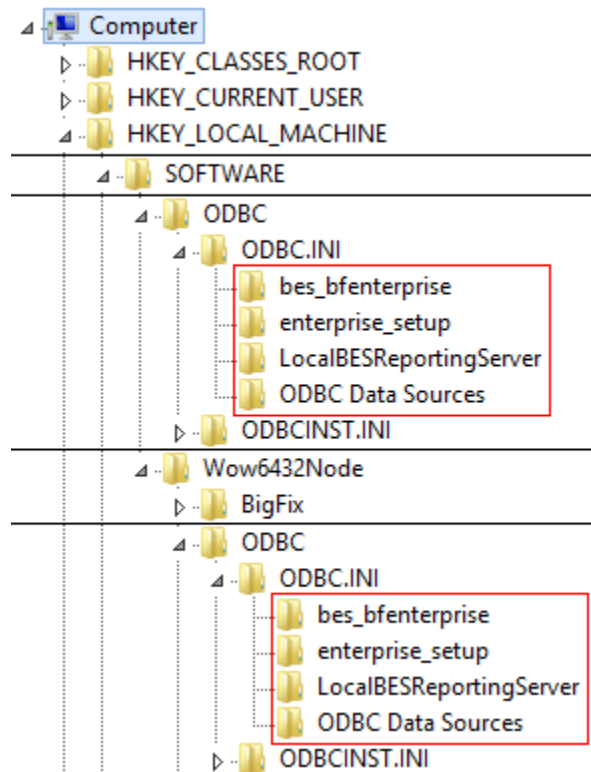 Computer
HKEY_CLASSES_ROOT
HKEY_CURRENT_USER
HKEY_LOCAL_MACHINE
SOFTWARE
ODBC
ODBC.INI
bes_bfenterprise
enterprise_setup
LocalBESReportingServer
ODBC Data Sources
ODBCINST.INI
Wow6432Node
BigFix
ODBC
ODBC.INI
bes_bfenterprise
enterprise_setup
LocalBESReportingServer
ODBC Data Sources
ODBCINST.INI